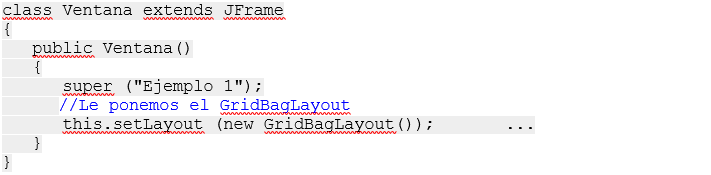 class Ventana extends JFrame
{
public Ventana()
{
super ("Ejemplo 1");
//Le ponemos el GridBagLayout
this.setLayout (new GridBagLayout()); ...
}
}